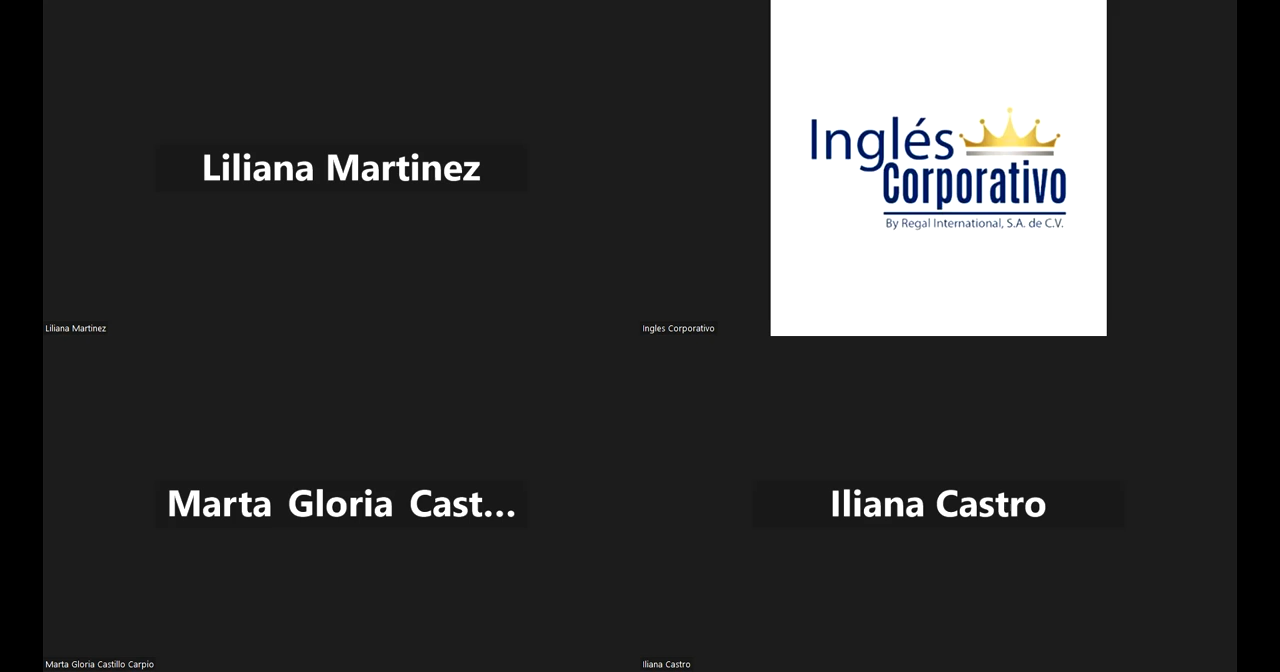 Liliana Martinez
Inglés
Corporativo
By Regal International, S.A. de C.V.
Liliana Martinez
Ingles Corporativo
Marta Gloria Cast...
Iliana Castro
Marta Gloria Castillo Carpio
Iliana Castro